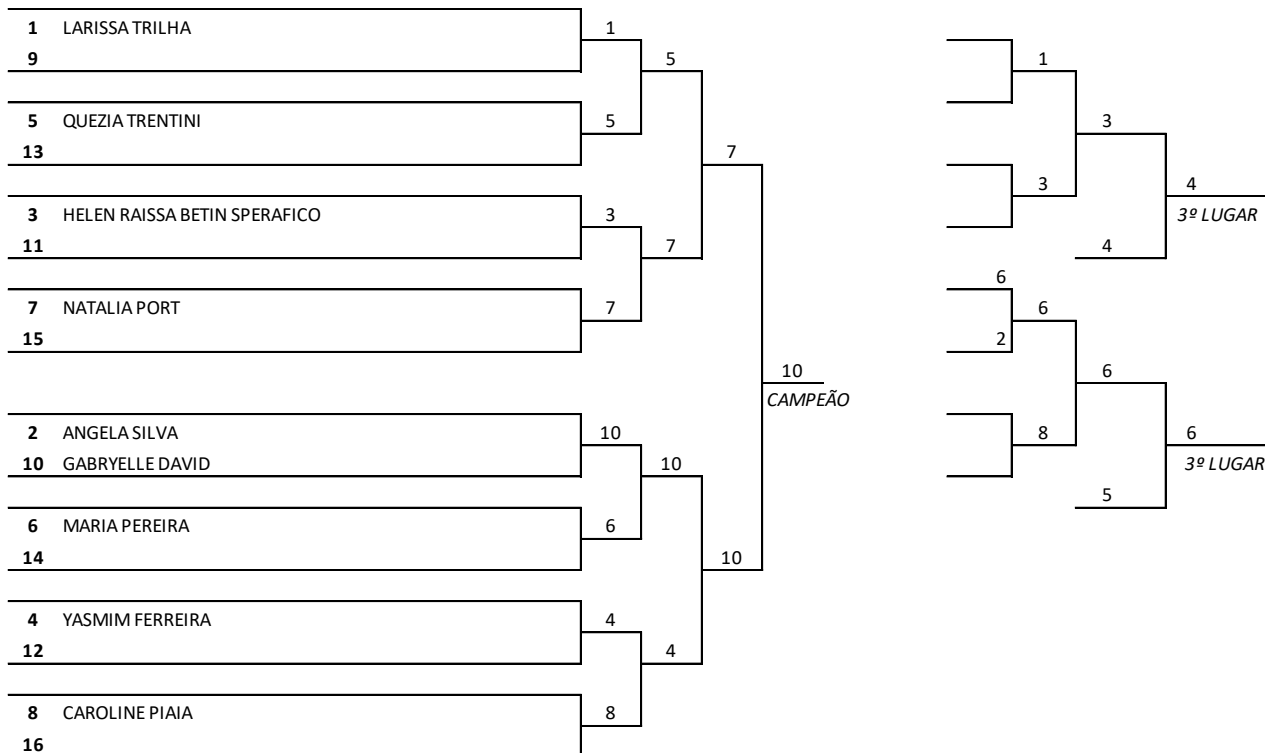 1 LARISSA TRILHA
9
5 QUEZIA TRENTINI
13
3 HELEN RAISSA BETIN SPERAFICO
11
7 NATALIA PORT
15
2 ANGELA SILVA
10 GABRYELLE DAVID
6 MARIA PEREIRA
14
4 YASMIM FERREIRA
12
8 CAROLINE PIAIA
16
1
5
3
7
10
6
4
8
5
7
10
4
7
10
10
CAMPEÃO
6
2
1
3
6
8
3
4
6
5
4
3º LUGAR
6
3º LUGAR